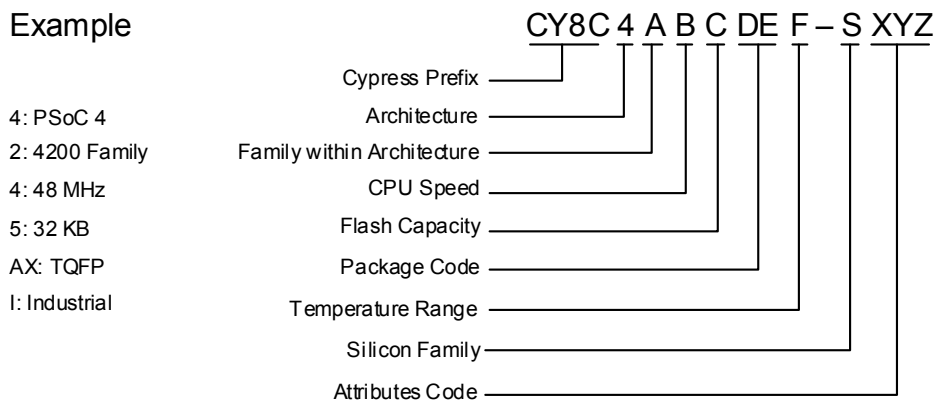 Example CY8C 4 A B C DE F – S XYZ
Cypress Prefix
4: PSoC 4 Architecture
2: 4200 Family Family within Architecture
4: 48 MHz CPU Speed
5: 32 KB Flash Capacity
AX: TQFP Package Code
I: Industrial Temperature Range
Silicon Family
Attributes Code